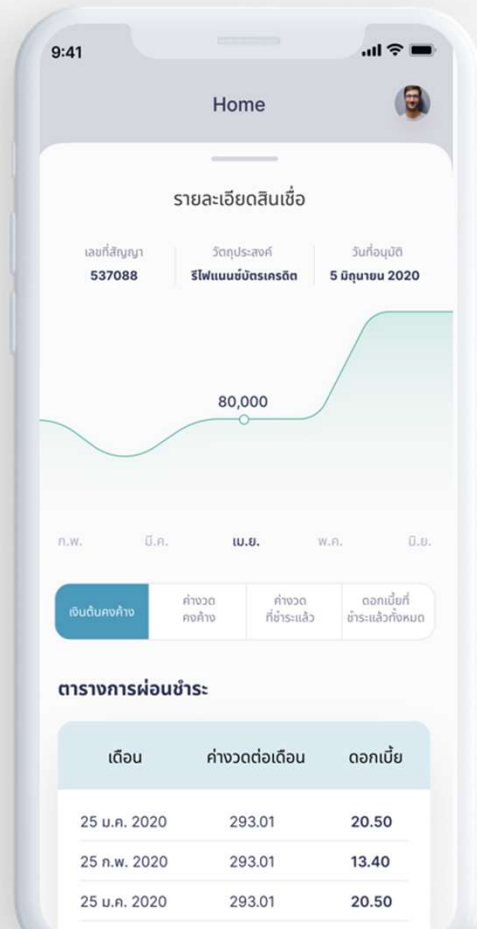 9:41
Home
รายละเอียดสินเชื่อ
เลขที่สัญญา วัตถุประสงค์ วันที่อนุมัติ
537088 รีไฟแนนซ์บัตรเครดิต 5 มิถุนายน 2020
80,000
ก.พ. มี.ค. เม.ย. พ.ค. มิ.ย.
เงินต้นคงค้าง ค่างวด ค่างวด ดอกเบี้ยที่
คงค้าง ที่ชำระแล้ว ชำระแล้วทั้งหมด
ตารางการผ่อนชำระ
เดือน ค่างวดต่อเดือน ดอกเบี้ย
25 ม.ค. 2020 293.01 20.50
25 ก.พ. 2020 293.01 13.40
25 ม.ค. 2020 293.01 20.50